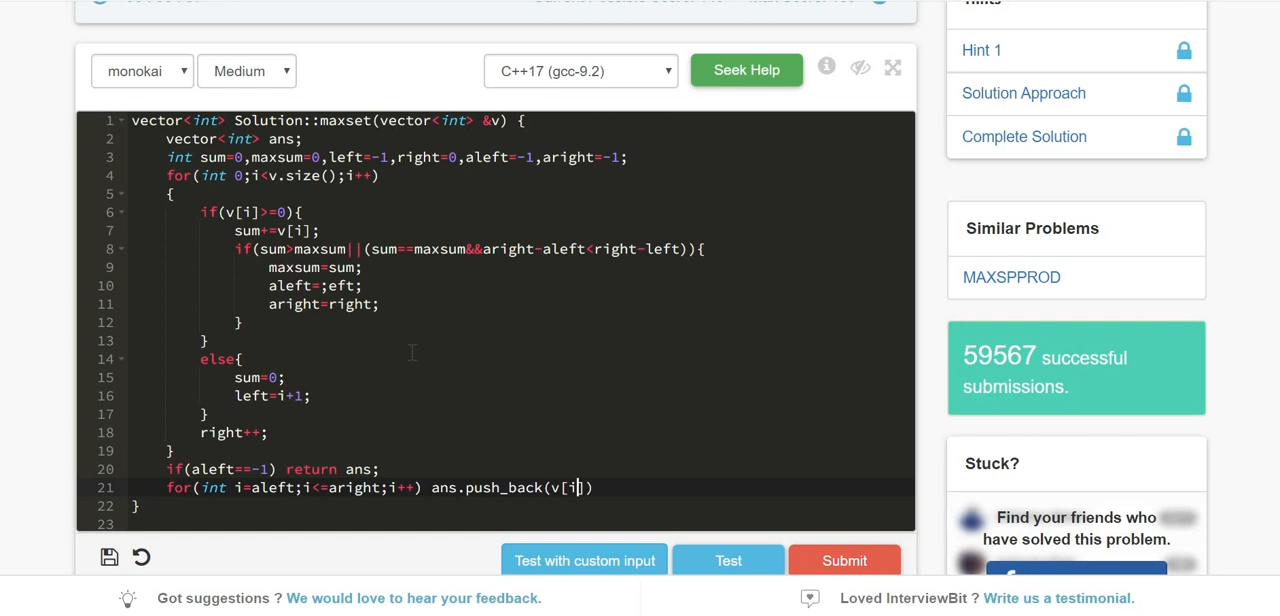 Hints
monokai
Medium
C++17 (gcc-9.2)
Seek Help
Hint 1
Solution Approach
Complete Solution
1 vector<int> Solution::maxset(vector<int> &v) {
2 vector<int> ans;
3 int sum=0,maxsum=0,left=-1,right=0,aleft=-1,aright=-1;
4 for(int 0;i<v.size();i++)
5 {
6 if(v[i]>=0){
7 sum+=v[i];
8 if(sum>maxsum||(sum==maxsum&&aright-aleft<right-left)){
9 maxsum=sum;
10 aleft=;eft;
11 aright=right;
12 }
13 }
14 else{
15 sum=0;
16 left=i+1;
17 }
18 right++;
19 }
20 if(aleft==-1) return ans;
21 for(int i=aleft;i<=aright;i++) ans.push_back(v[i])
22 }
23
Similar Problems
MAXSPPROD
59567 successful
submissions.
Stuck?
Find your friends who
have solved this problem.
Test with custom input
Test
Submit
Got suggestions ? We would love to hear your feedback.
Loved InterviewBit ? Write us a testimonial.